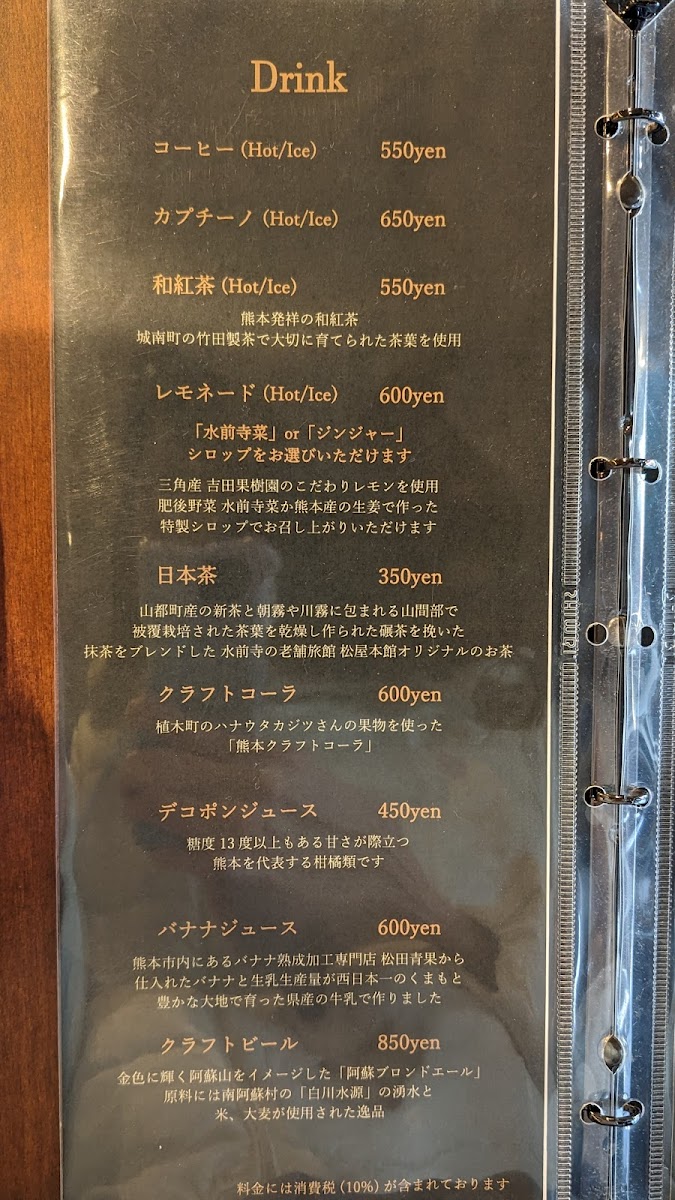 Drink
コーヒー (Hot/Ice) 550yen
カプチーノ (Hot/Ice) 650yen
和紅茶 (Hot/Ice) 550yen
熊本発祥の和紅茶
城南町の竹田製茶で大切に育てられた茶葉を使用
レモネード (Hot/Ice) 600yen
「水前寺菜」or「ジンジャー」
シロップをお選びいただけます
三角産 吉田果樹園のこだわりレモンを使用
肥後野菜 水前寺菜か熊本産の生姜で作った
特製シロップでお召し上がりいただけます
日本茶 350yen
山都町産の新茶と朝霧や川霧に包まれる山間部で
被覆栽培された茶葉を乾燥し作られた碾茶を挽いた
抹茶をブレンドした 水前寺の老舗旅館 松屋本館オリジナルのお茶
クラフトコーラ 600yen
植木町のハナウタカジツさんの果物を使った
「熊本クラフトコーラ」
デコポンジュース 450yen
糖度 13 度以上もある甘さが際立つ
熊本を代表する柑橘類です
バナナジュース 600yen
熊本市内にあるバナナ熟成加工専門店 松田青果から
仕入れたバナナと生乳生産量が西日本一のくまもと
豊かな大地で育った県産の牛乳で作りました
クラフトビール 850yen
金色に輝く阿蘇山をイメージした「阿蘇ブロンドエール」
原料には南阿蘇村の「白川水源」の湧水と
米、大麦が使用された逸品
料金には消費税 (10%) が含まれております